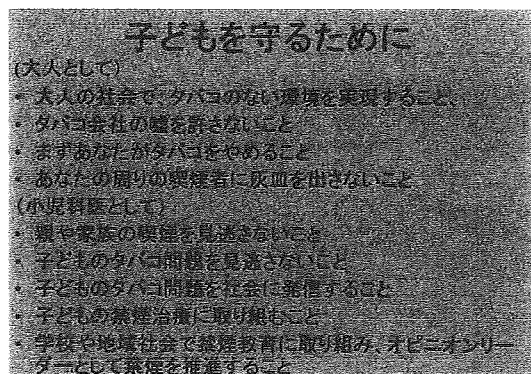 子どもを守るために
(大人として)
・ 大人の社会で、タバコのない環境を実現すること、
・ タバコ会社の嘘を許さないこと
・ まずあなたがタバコをやめること
・ あなたの周りの喫煙者に灰皿を出さないこと
(小児科医として)
・ 親や家族の喫煙を見逃さないこと
・ 子どものタバコ問題を見逃さないこと
・ 子どものタバコ問題を社会に発信すること
・ 子どもの禁煙治療に取り組むこと
・ 学校や地域社会で禁煙教育に取り組み、オピニオンリー
ダーとして禁煙を推進すること